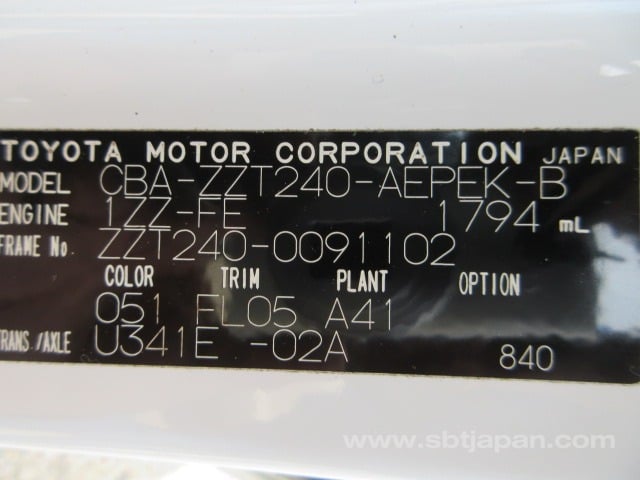 TOYOTA MOTOR CORPORATION JAPAN
MODEL CBA-ZZT240-AEPEK-B
ENGINE 1ZZ-FE 1794 mL
FRAME No. ZZT240-0091102
COLOR TRIM PLANT OPTION
051 FL05 A41
TRANS./AXLE U341E -02A 840
www.sbtjapan.com